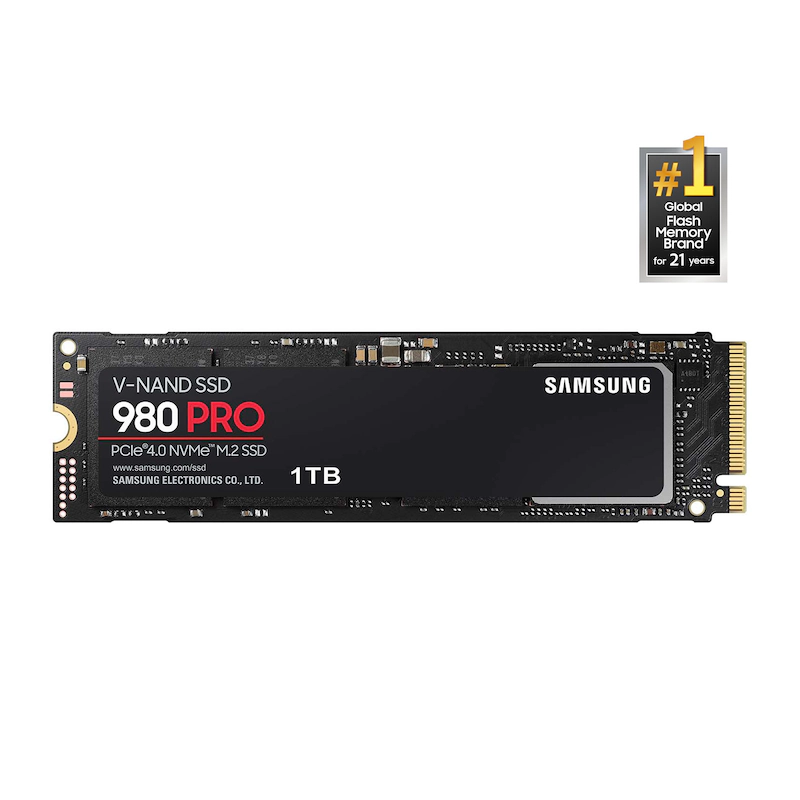 #1
Global
Flash
Memory
Brand
for 21 years
V-NAND SSD
980 PRO
PCIe®4.0 NVMe™ M.2 SSD
www.samsung.com/ssd
SAMSUNG ELECTRONICS CO., LTD.
1TB
SAMSUNG